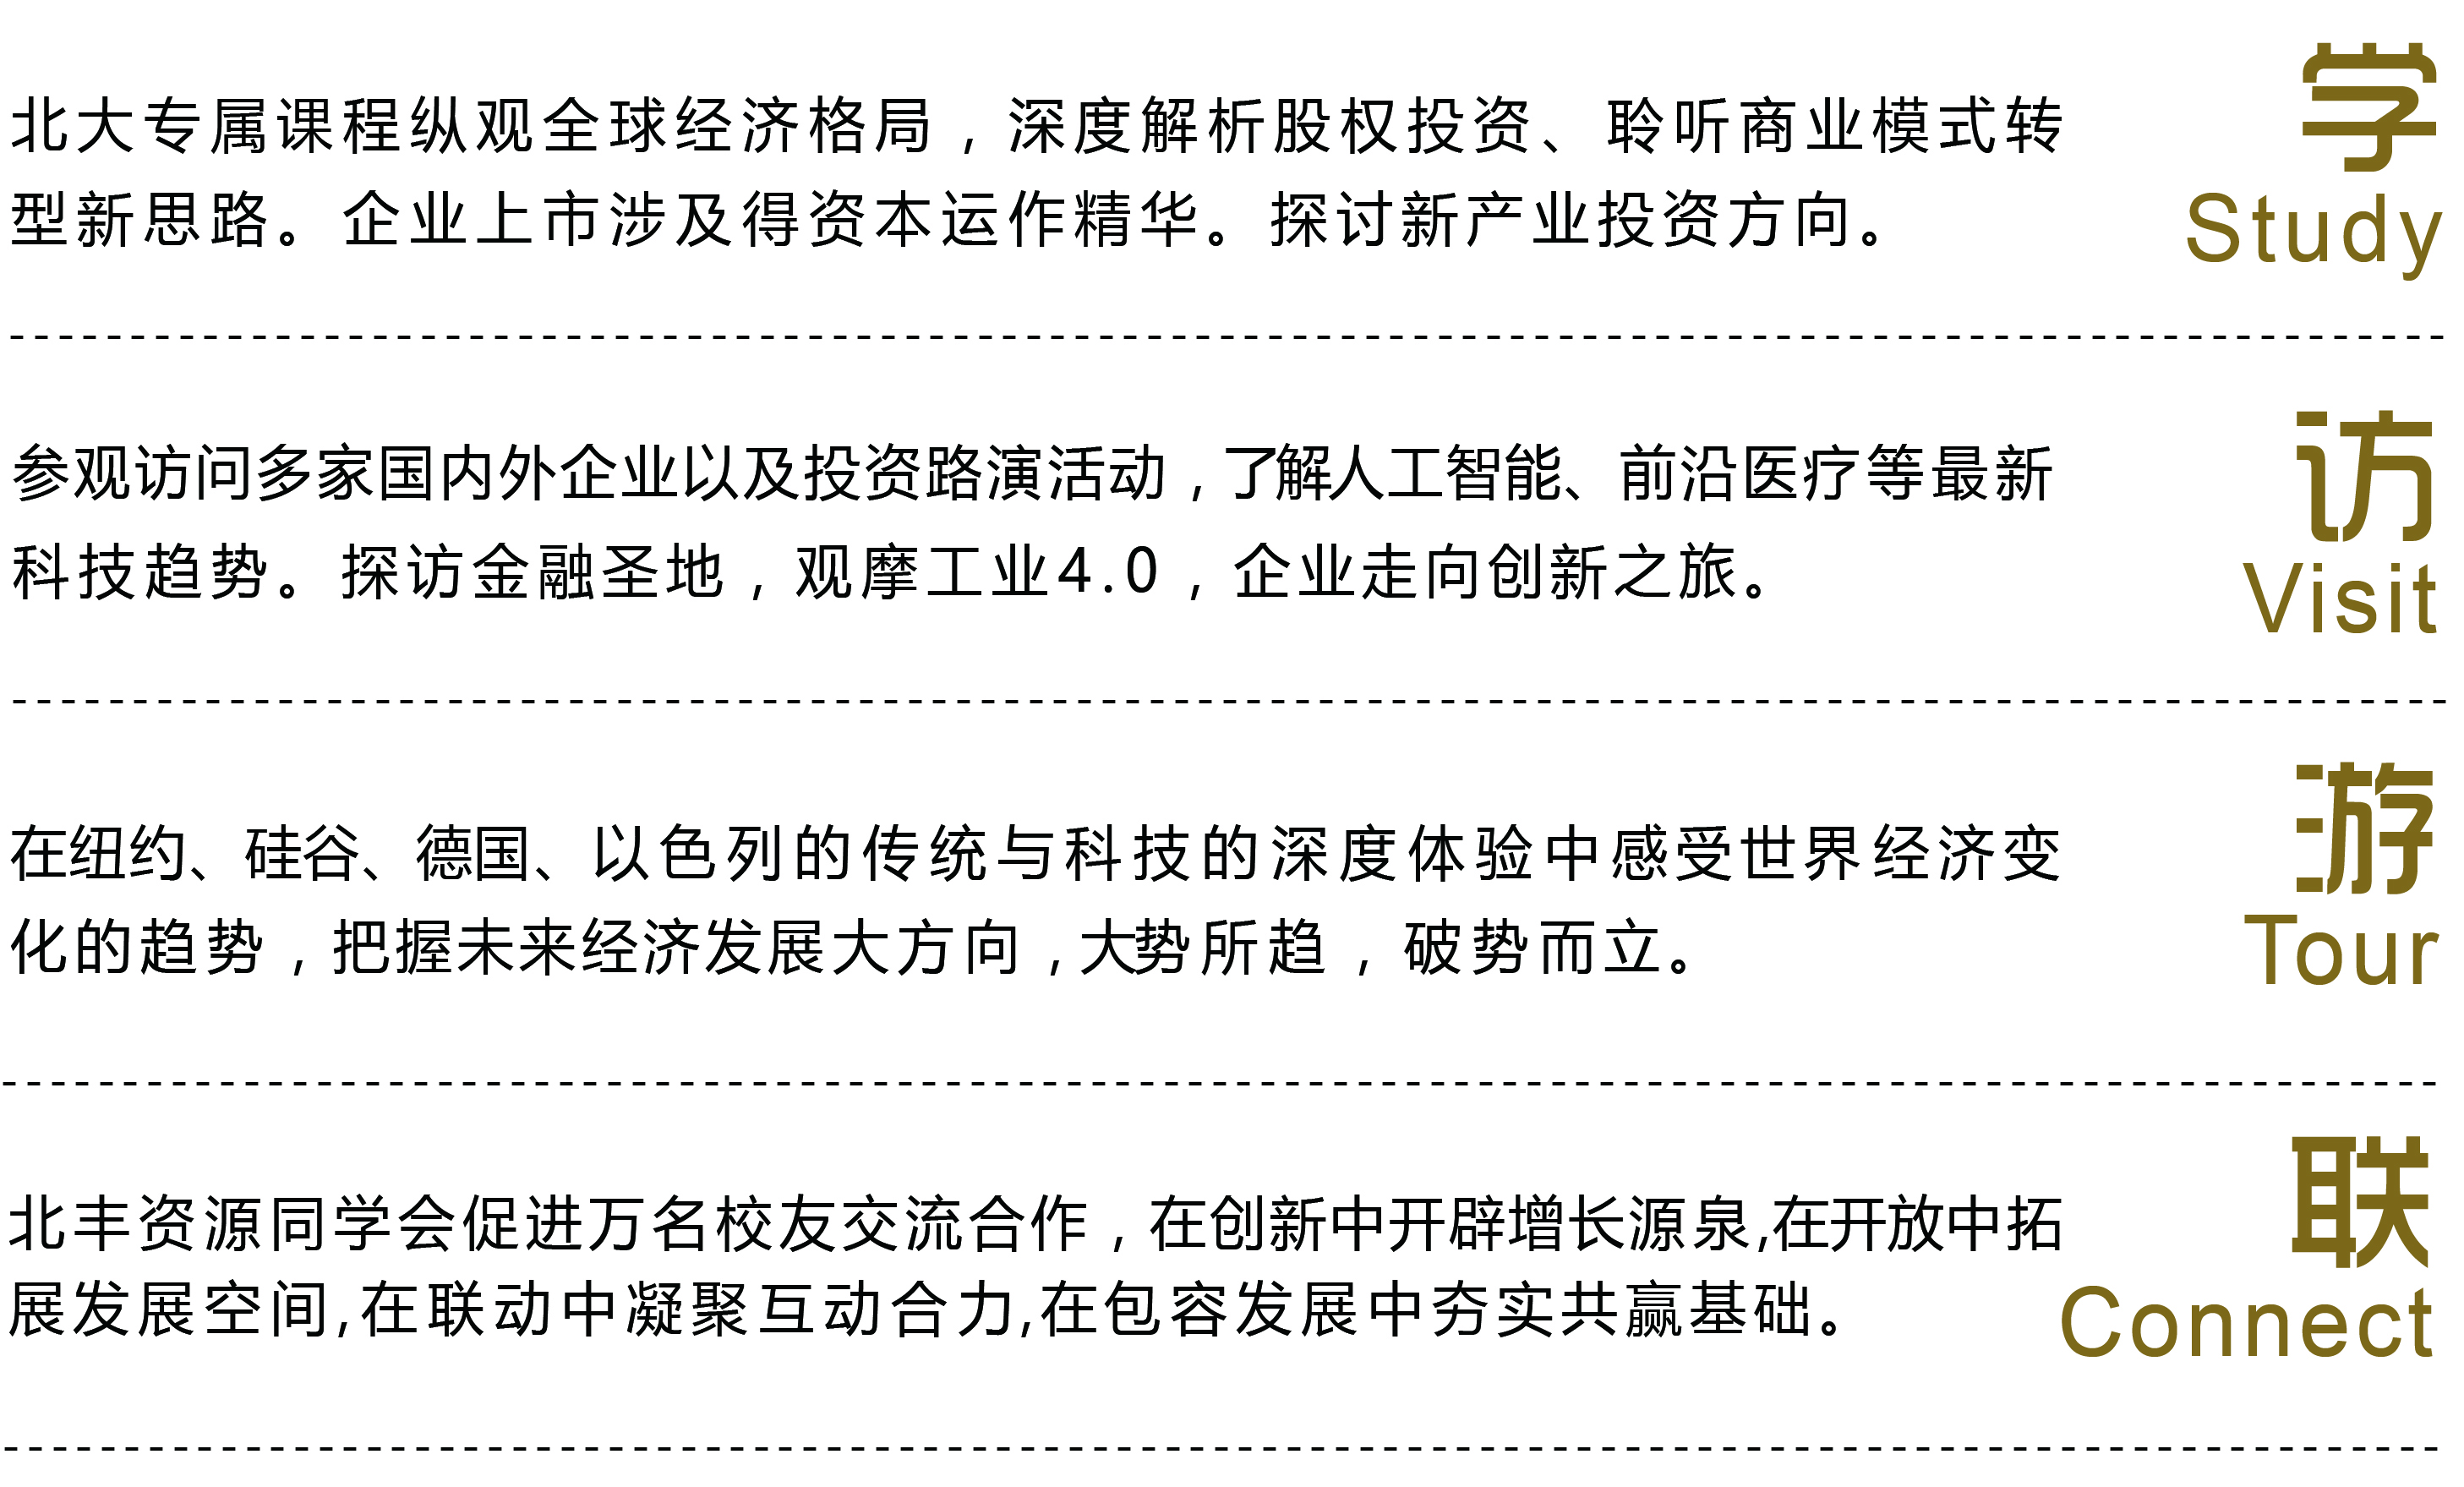 学
北大专属课程纵观全球经济格局，深度解析股权投资、聆听商业模式转
型新思路。企业上市涉及得资本运作精华。探讨新产业投资方向。
Study
访
参观访问多家国内外企业以及投资路演活动，了解人工智能、前沿医疗等最新
科技趋势。探访金融圣地，观摩工业4.0，企业走向创新之旅。
Visit
游
在纽约、硅谷、德国、以色列的传统与科技的深度体验中感受世界经济变
化的趋势，把握未来经济发展大方向，大势所趋，破势而立。
Tour
联
北丰资源同学会促进万名校友交流合作，在创新中开辟增长源泉,在开放中拓
展发展空间,在联动中凝聚互动合力,在包容发展中夯实共赢基础。
Connect